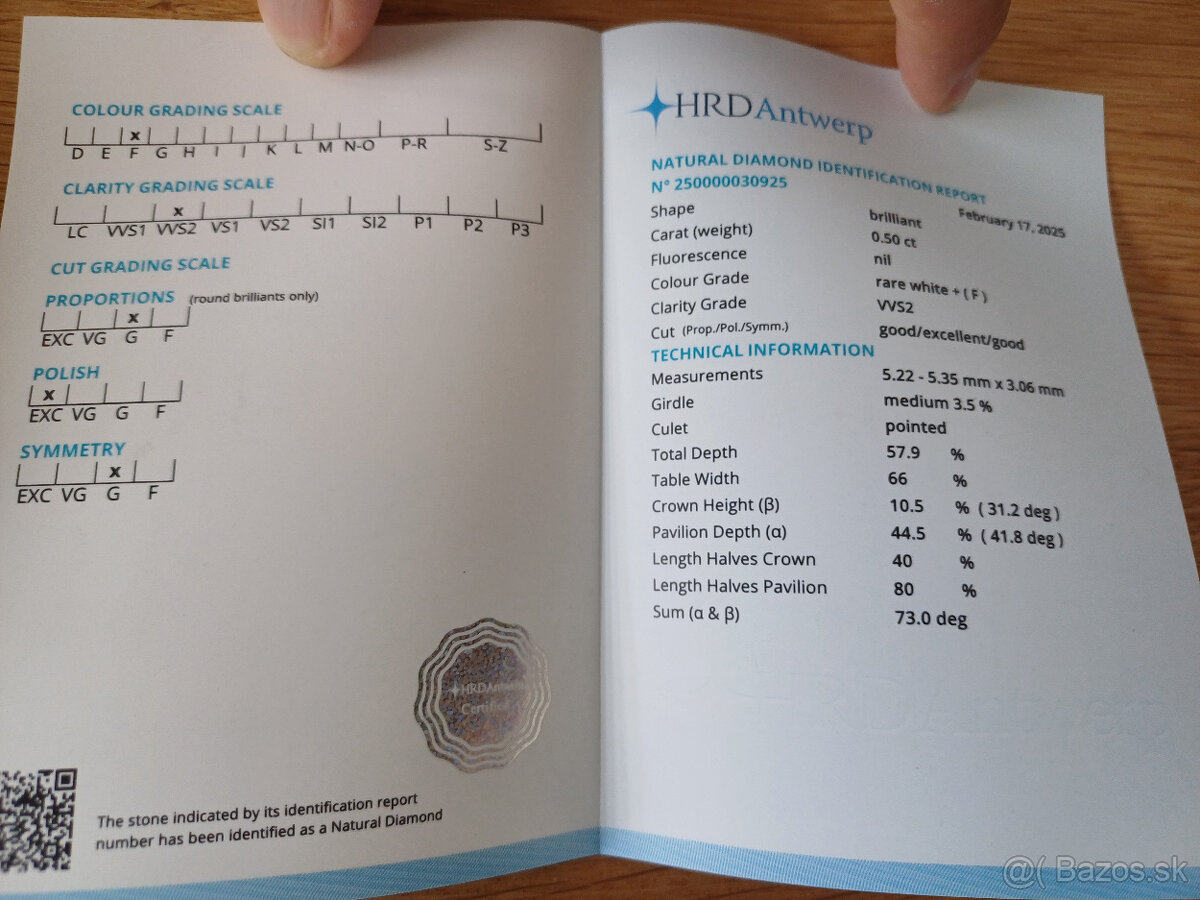 COLOUR GRADING SCALE
x
D E F G H I J K L M N-O P-R S-Z
CLARITY GRADING SCALE
x
LC VVS1 VVS2 VS1 VS2 SI1 SI2 P1 P2 P3
CUT GRADING SCALE
PROPORTIONS (round brilliants only)
x
EXC VG G F
POLISH
x
EXC VG G F
SYMMETRY
x
EXC VG G F
HRDAntwerp
The stone indicated by its identification report
number has been identified as a Natural Diamond
HRDAntwerp
NATURAL DIAMOND IDENTIFICATION REPORT
N° 250000030925
February 17, 2025
Shape brilliant
Carat (weight) 0.50 ct
Fluorescence nil
Colour Grade rare white + ( F )
Clarity Grade VVS2
Cut (Prop./Pol./Symm.) good/excellent/good
TECHNICAL INFORMATION
Measurements 5.22 - 5.35 mm x 3.06 mm
Girdle medium 3.5 %
Culet pointed
Total Depth 57.9 %
Table Width 66 %
Crown Height (β) 10.5 % ( 31.2 deg )
Pavilion Depth (α) 44.5 % ( 41.8 deg )
Length Halves Crown 40 %
Length Halves Pavilion 80 %
Sum (α & β) 73.0 deg
@( Bazos.sk